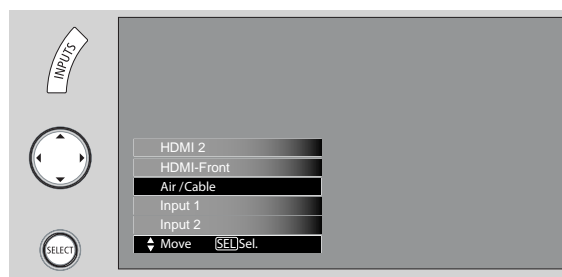 INPUTS
HDMI 2
HDMI-Front
Air /Cable
Input 1
Input 2
Move SEL Sel.
SELECT